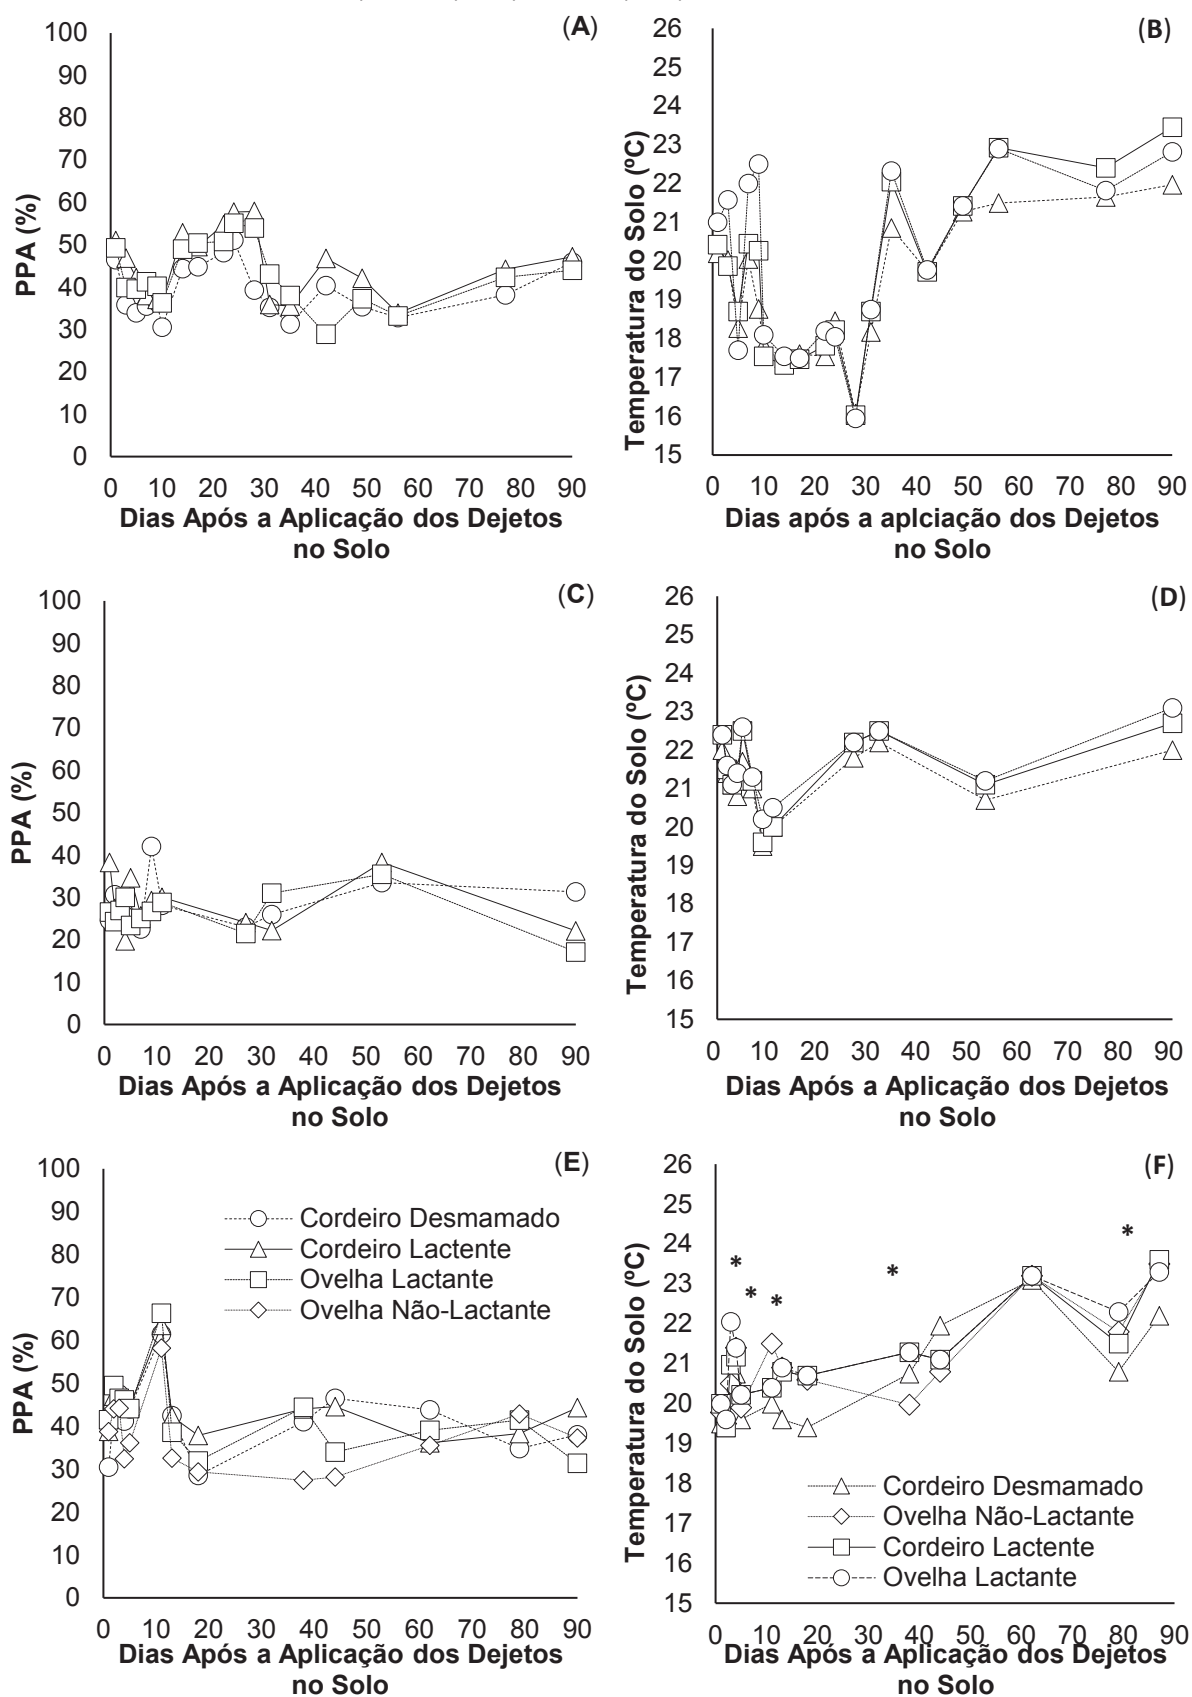 (A)
100
90
80
70
60
50
40
30
20
10
0
PPA (%)
0 10 20 30 40 50 60 70 80 90
Dias Após a Aplicação dos Dejetos
no Solo
(B)
26
25
24
23
22
21
20
19
18
17
16
15
Temperatura do Solo (ºC)
0 10 20 30 40 50 60 70 80 90
Dias após a aplciação dos Dejetos
no Solo
(C)
100
90
80
70
60
50
40
30
20
10
0
PPA (%)
0 10 20 30 40 50 60 70 80 90
Dias Após a Aplicação dos Dejetos
no Solo
(D)
26
25
24
23
22
21
20
19
18
17
16
15
Temperatura do Solo (ºC)
0 10 20 30 40 50 60 70 80 90
Dias Após a Aplicação dos Dejetos
no Solo
(E)
100
90
80
70
60
50
40
30
20
10
0
PPA (%)
Cordeiro Desmamado
Cordeiro Lactente
Ovelha Lactante
Ovelha Não-Lactante
0 10 20 30 40 50 60 70 80 90
Dias Após a Aplicação dos Dejetos
no Solo
(F)
26
25
24
23
22
21
20
19
18
17
16
15
Temperatura do Solo (ºC)
* * * * *
Cordeiro Desmamado
Ovelha Não-Lactante
Cordeiro Lactente
Ovelha Lactante
0 10 20 30 40 50 60 70 80 90
Dias Após a Aplicação dos Dejetos
no Solo